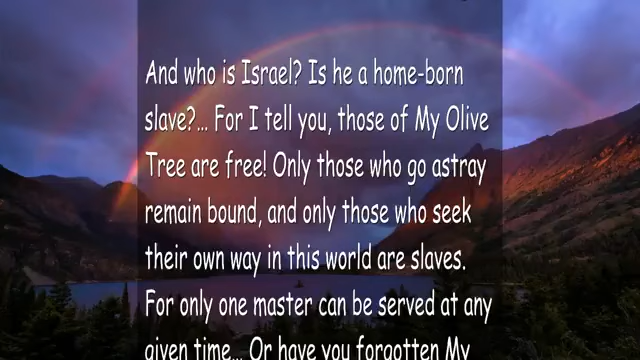 And who is Israel? Is he a home-born
slave?... For I tell you, those of My Olive
Tree are free! Only those who go astray
remain bound, and only those who seek
their own way in this world are slaves.
For only one master can be served at any
given time... Or have you forgotten My